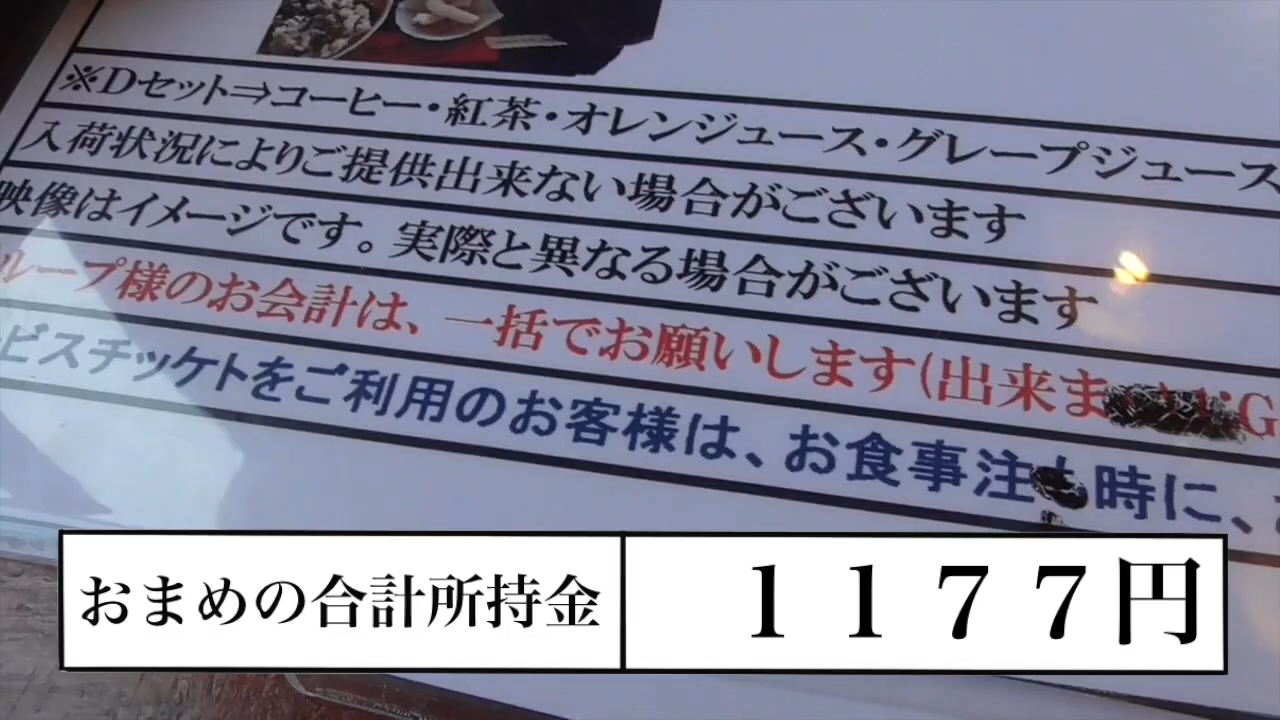 ※Dセット⇒コーヒー・紅茶・オレンジュース・グレープジュース
入荷状況によりご提供出来ない場合がございます
映像はイメージです。実際と異なる場合がございます
ループ様のお会計は、一括でお願いします(出来ま
ビスチッケトをご利用のお客様は、お食事注 時に、
おまめの合計所持金
1177円